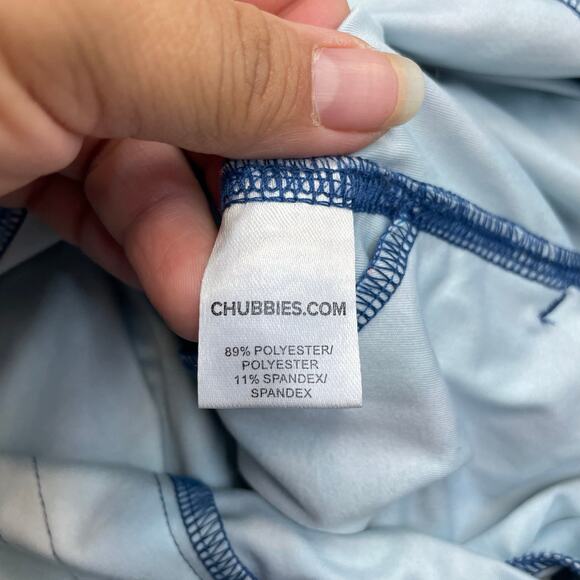 CHUBBIES.COM
89% POLYESTER/
POLYESTER
11% SPANDEX/
SPANDEX